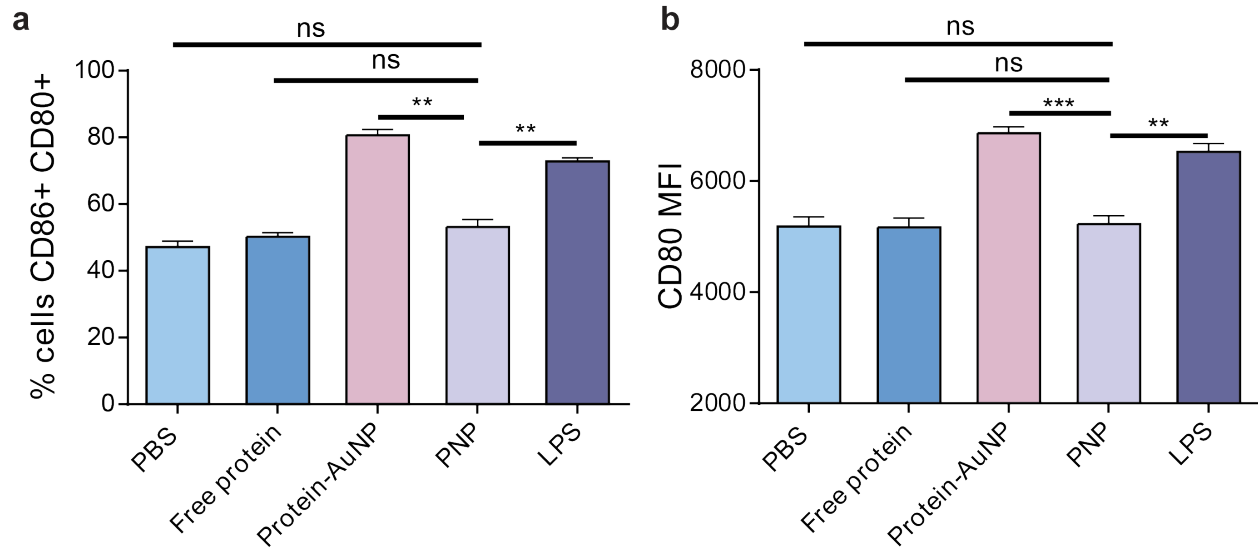 a
ns
ns
**
**
% cells CD86+ CD80+
100
80
60
40
20
0
PBS
Free protein
Protein-AuNP
PNP
LPS
b
ns
ns
***
**
CD80 MFI
8000
6000
4000
2000
PBS
Free protein
Protein-AuNP
PNP
LPS